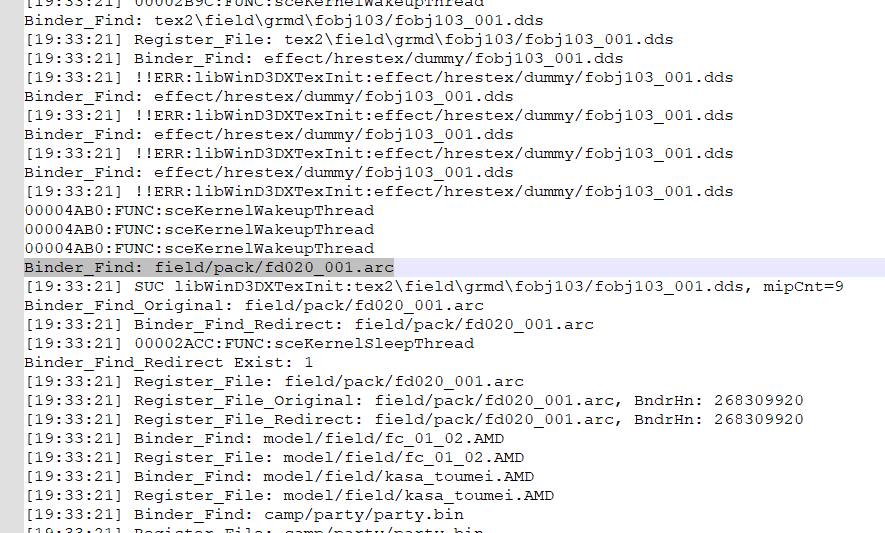 [19:33:21] 00002B9C:FUNC:sceKernelWakeupThread
Binder_Find: tex2\field\grmd\fobj103/fobj103_001.dds
[19:33:21] Register_File: tex2\field\grmd\fobj103/fobj103_001.dds
[19:33:21] Binder_Find: effect/hrestex/dummy/fobj103_001.dds
[19:33:21] !!ERR:libWinD3DXTexInit:effect/hrestex/dummy/fobj103_001.dds
Binder_Find: effect/hrestex/dummy/fobj103_001.dds
[19:33:21] !!ERR:libWinD3DXTexInit:effect/hrestex/dummy/fobj103_001.dds
Binder_Find: effect/hrestex/dummy/fobj103_001.dds
[19:33:21] !!ERR:libWinD3DXTexInit:effect/hrestex/dummy/fobj103_001.dds
Binder_Find: effect/hrestex/dummy/fobj103_001.dds
[19:33:21] !!ERR:libWinD3DXTexInit:effect/hrestex/dummy/fobj103_001.dds
00004AB0:FUNC:sceKernelWakeupThread
00004AB0:FUNC:sceKernelWakeupThread
00004AB0:FUNC:sceKernelWakeupThread
Binder_Find: field/pack/fd020_001.arc
[19:33:21] SUC libWinD3DXTexInit:tex2\field\grmd\fobj103/fobj103_001.dds, mipCnt=9
Binder_Find_Original: field/pack/fd020_001.arc
[19:33:21] Binder_Find_Redirect: field/pack/fd020_001.arc
[19:33:21] 00002ACC:FUNC:sceKernelSleepThread
Binder_Find_Redirect Exist: 1
[19:33:21] Register_File: field/pack/fd020_001.arc
[19:33:21] Register_File_Original: field/pack/fd020_001.arc, BndrHn: 268309920
[19:33:21] Register_File_Redirect: field/pack/fd020_001.arc, BndrHn: 268309920
[19:33:21] Binder_Find: model/field/fc_01_02.AMD
[19:33:21] Register_File: model/field/fc_01_02.AMD
[19:33:21] Binder_Find: model/field/kasa_toumei.AMD
[19:33:21] Register_File: model/field/kasa_toumei.AMD
[19:33:21] Binder_Find: camp/party/party.bin
[19:33:21] Register_File: camp/party/party.bin